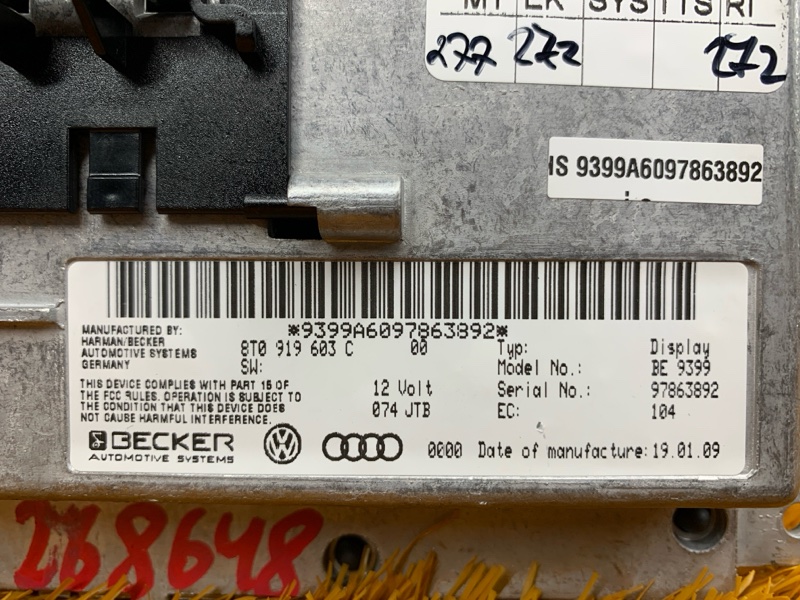 MT LK SYS TTS RI
277 272 272
NS 9399A6097863892
*9399A6097863892*
MANUFACTURED BY:
HARMAN/BECKER
AUTOMOTIVE SYSTEMS
GERMANY
8T0 919 603 C 00
SW:
Typ: Display
Model No.: BE 9399
THIS DEVICE COMPLIES WITH PART 15 OF
THE FCC RULES. OPERATION IS SUBJECT TO
THE CONDITION THAT THIS DEVICE DOES
NOT CAUSE HARMFUL INTERFERENCE.
12 Volt
074 JTB
Serial No.: 97863892
EC: 104
BECKER
AUTOMOTIVE SYSTEMS
0000 Date of manufacture: 19.01.09
268648